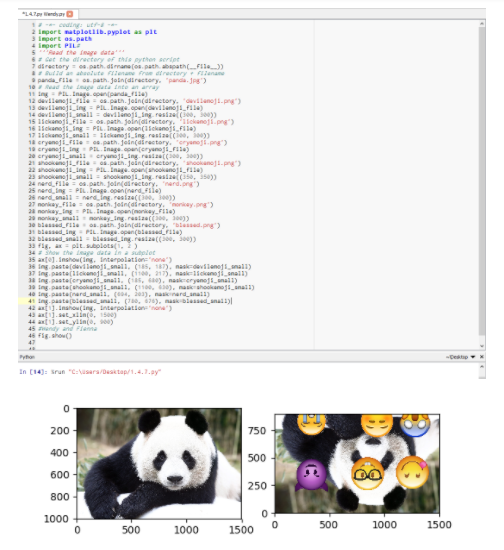 *1.4.7.py Wendy.py
1 # -*- coding: utf-8 -*-
2 import matplotlib.pyplot as plt
3 import os.path
4 import PIL#
5 '''Read the image data'''
6 # Get the directory of this python script
7 directory = os.path.dirname(os.path.abspath(__file__))
8 # Build an absolute filename from directory + filename
9 panda_file = os.path.join(directory, 'panda.jpg')
10 # Read the image data into an array
11 img = PIL.Image.open(panda_file)
12 devilemoji_file = os.path.join(directory, 'devilemoji.png')
13 devilemoji_img = PIL.Image.open(devilemoji_file)
14 devilemoji_small = devilemoji_img.resize((300, 300))
15 lickemoji_file = os.path.join(directory, 'lickemoji.png')
16 lickemoji_img = PIL.Image.open(lickemoji_file)
17 lickemoji_small = lickemoji_img.resize((300, 300))
18 cryemoji_file = os.path.join(directory, 'cryemoji.png')
19 cryemoji_img = PIL.Image.open(cryemoji_file)
20 cryemoji_small = cryemoji_img.resize((300, 300))
21 shookemoji_file = os.path.join(directory, 'shookemoji.png')
22 shookemoji_img = PIL.Image.open(shookemoji_file)
23 shookemoji_small = shookemoji_img.resize((350, 350))
24 nerd_file = os.path.join(directory, 'nerd.png')
25 nerd_img = PIL.Image.open(nerd_file)
26 nerd_small = nerd_img.resize((300, 300))
27 monkey_file = os.path.join(directory, 'monkey.png')
28 monkey_img = PIL.Image.open(monkey_file)
29 monkey_small = monkey_img.resize((300, 300))
30 blessed_file = os.path.join(directory, 'blessed.png')
31 blessed_img = PIL.Image.open(blessed_file)
32 blessed_small = blessed_img.resize((300, 300))
33 fig, ax = plt.subplots(1, 2 )
34 # Show the image data in a subplot
35 ax[0].imshow(img, interpolation='none')
36 img.paste(devilemoji_small, (185, 197), mask=devilemoji_small)
37 img.paste(lickemoji_small, (1100, 217), mask=lickemoji_small)
38 img.paste(cryemoji_small, (185, 680), mask=cryemoji_small)
39 img.paste(shookemoji_small, (1100, 630), mask=shookemoji_small)
40 img.paste(nerd_small, (684, 203), mask=nerd_small)
41 img.paste(blessed_small, (760, 670), mask=blessed_small)
42 ax[1].imshow(img, interpolation='none')
43 ax[1].set_xlim(0, 1500)
44 ax[1].set_ylim(0, 900)
45 #Wendy and Fienna
46 fig.show()
47
48
Python
~Desktop
In [14]: %run "C:\Users/Desktop/1.4.7.py"
0
200
400
600
800
1000
0 500 1000 1500
750
500
250
0
0 500 1000 1500